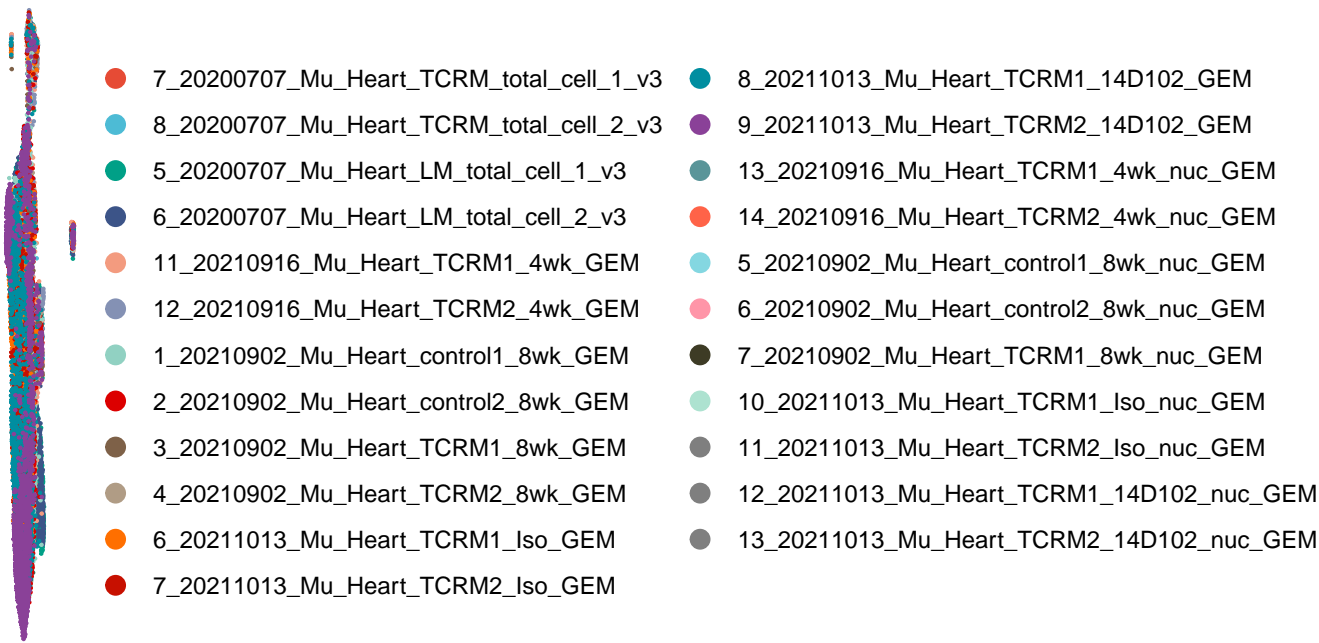 7_20200707_Mu_Heart_TCRM_total_cell_1_v3
8_20200707_Mu_Heart_TCRM_total_cell_2_v3
5_20200707_Mu_Heart_LM_total_cell_1_v3
6_20200707_Mu_Heart_LM_total_cell_2_v3
11_20210916_Mu_Heart_TCRM1_4wk_GEM
12_20210916_Mu_Heart_TCRM2_4wk_GEM
1_20210902_Mu_Heart_control1_8wk_GEM
2_20210902_Mu_Heart_control2_8wk_GEM
3_20210902_Mu_Heart_TCRM1_8wk_GEM
4_20210902_Mu_Heart_TCRM2_8wk_GEM
6_20211013_Mu_Heart_TCRM1_Iso_GEM
7_20211013_Mu_Heart_TCRM2_Iso_GEM
8_20211013_Mu_Heart_TCRM1_14D102_GEM
9_20211013_Mu_Heart_TCRM2_14D102_GEM
13_20210916_Mu_Heart_TCRM1_4wk_nuc_GEM
14_20210916_Mu_Heart_TCRM2_4wk_nuc_GEM
5_20210902_Mu_Heart_control1_8wk_nuc_GEM
6_20210902_Mu_Heart_control2_8wk_nuc_GEM
7_20210902_Mu_Heart_TCRM1_8wk_nuc_GEM
10_20211013_Mu_Heart_TCRM1_Iso_nuc_GEM
11_20211013_Mu_Heart_TCRM2_Iso_nuc_GEM
12_20211013_Mu_Heart_TCRM1_14D102_nuc_GEM
13_20211013_Mu_Heart_TCRM2_14D102_nuc_GEM